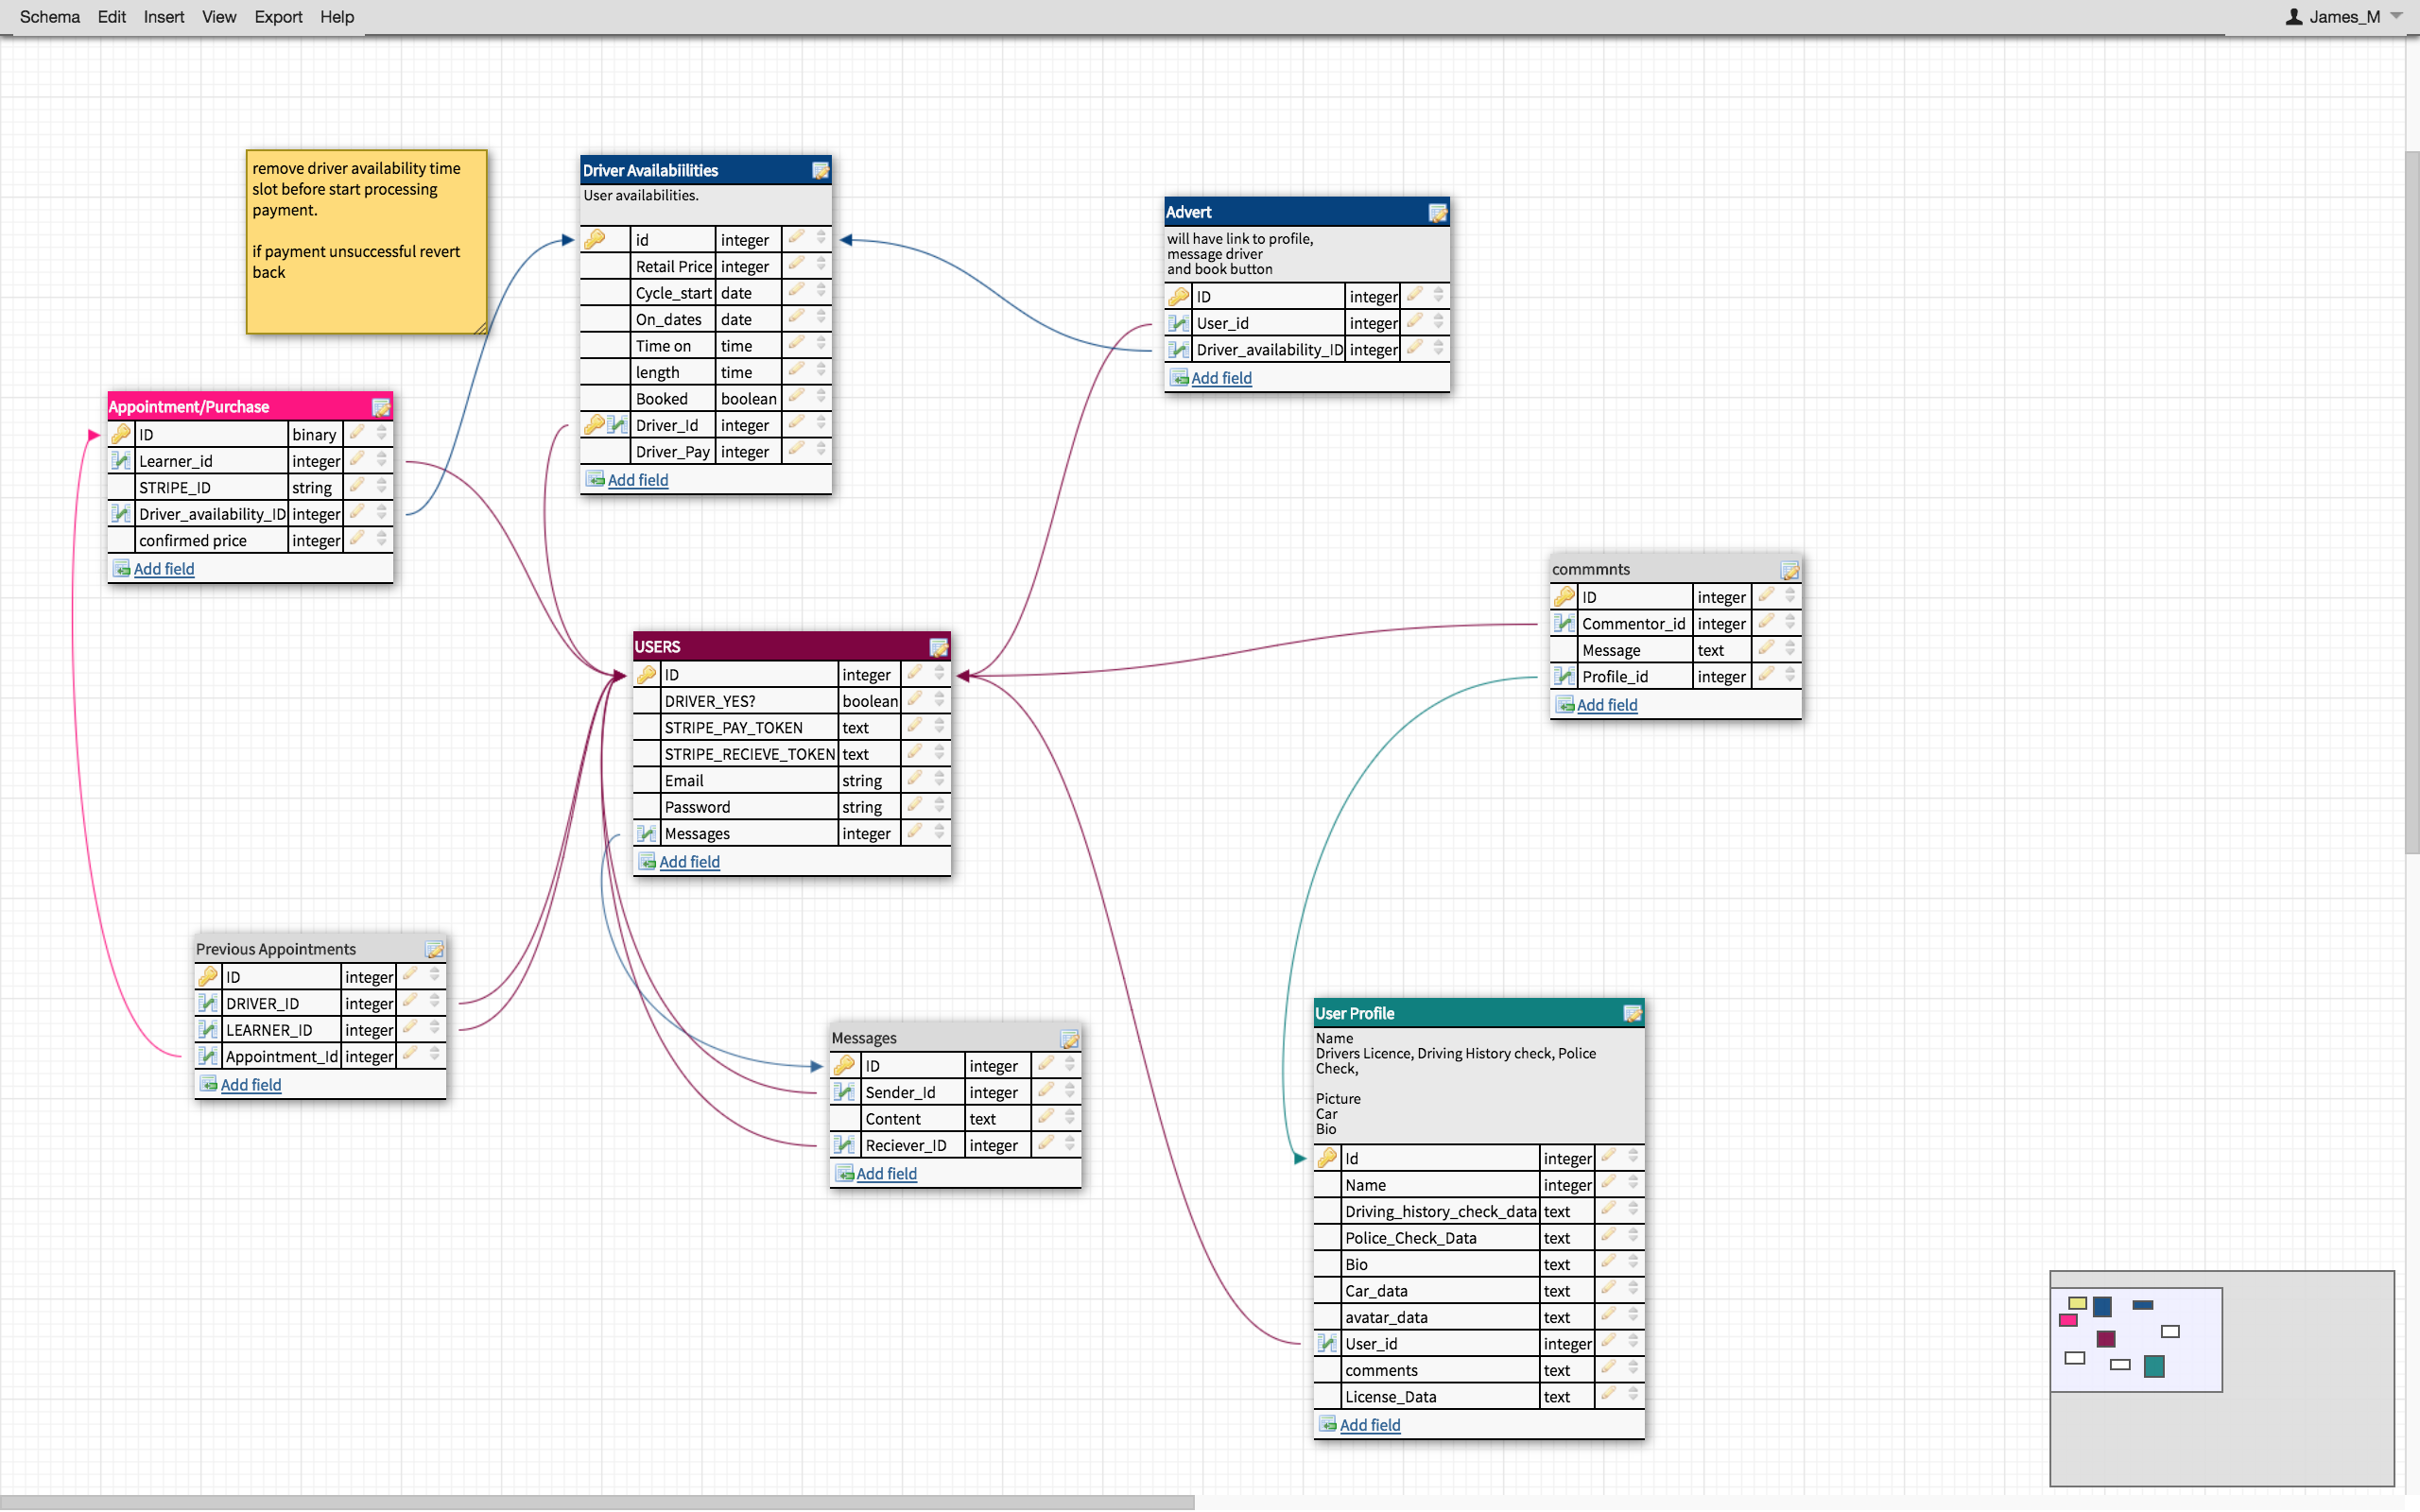 Schema Edit Insert View Export Help
James_M
remove driver availability time
slot before start processing
payment.
if payment unsuccessful revert
back
Driver Availabiilities
User availabilities.
id integer
Retail Price integer
Cycle_start date
On_dates date
Time on time
length time
Booked boolean
Driver_Id integer
Driver_Pay integer
Add field
Advert
will have link to profile,
message driver
and book button
ID integer
User_id integer
Driver_availability_ID integer
Add field
Appointment/Purchase
ID binary
Learner_id integer
STRIPE_ID string
Driver_availability_ID integer
confirmed price integer
Add field
commmnts
ID integer
Commentor_id integer
Message text
Profile_id integer
Add field
USERS
ID integer
DRIVER_YES? boolean
STRIPE_PAY_TOKEN text
STRIPE_RECIEVE_TOKEN text
Email string
Password string
Messages integer
Add field
Previous Appointments
ID integer
DRIVER_ID integer
LEARNER_ID integer
Appointment_Id integer
Add field
Messages
ID integer
Sender_Id integer
Content text
Reciever_ID integer
Add field
User Profile
Name
Drivers Licence, Driving History check, Police
Check,
Picture
Car
Bio
Id integer
Name integer
Driving_history_check_data text
Police_Check_Data text
Bio text
Car_data text
avatar_data text
User_id integer
comments text
License_Data text
Add field